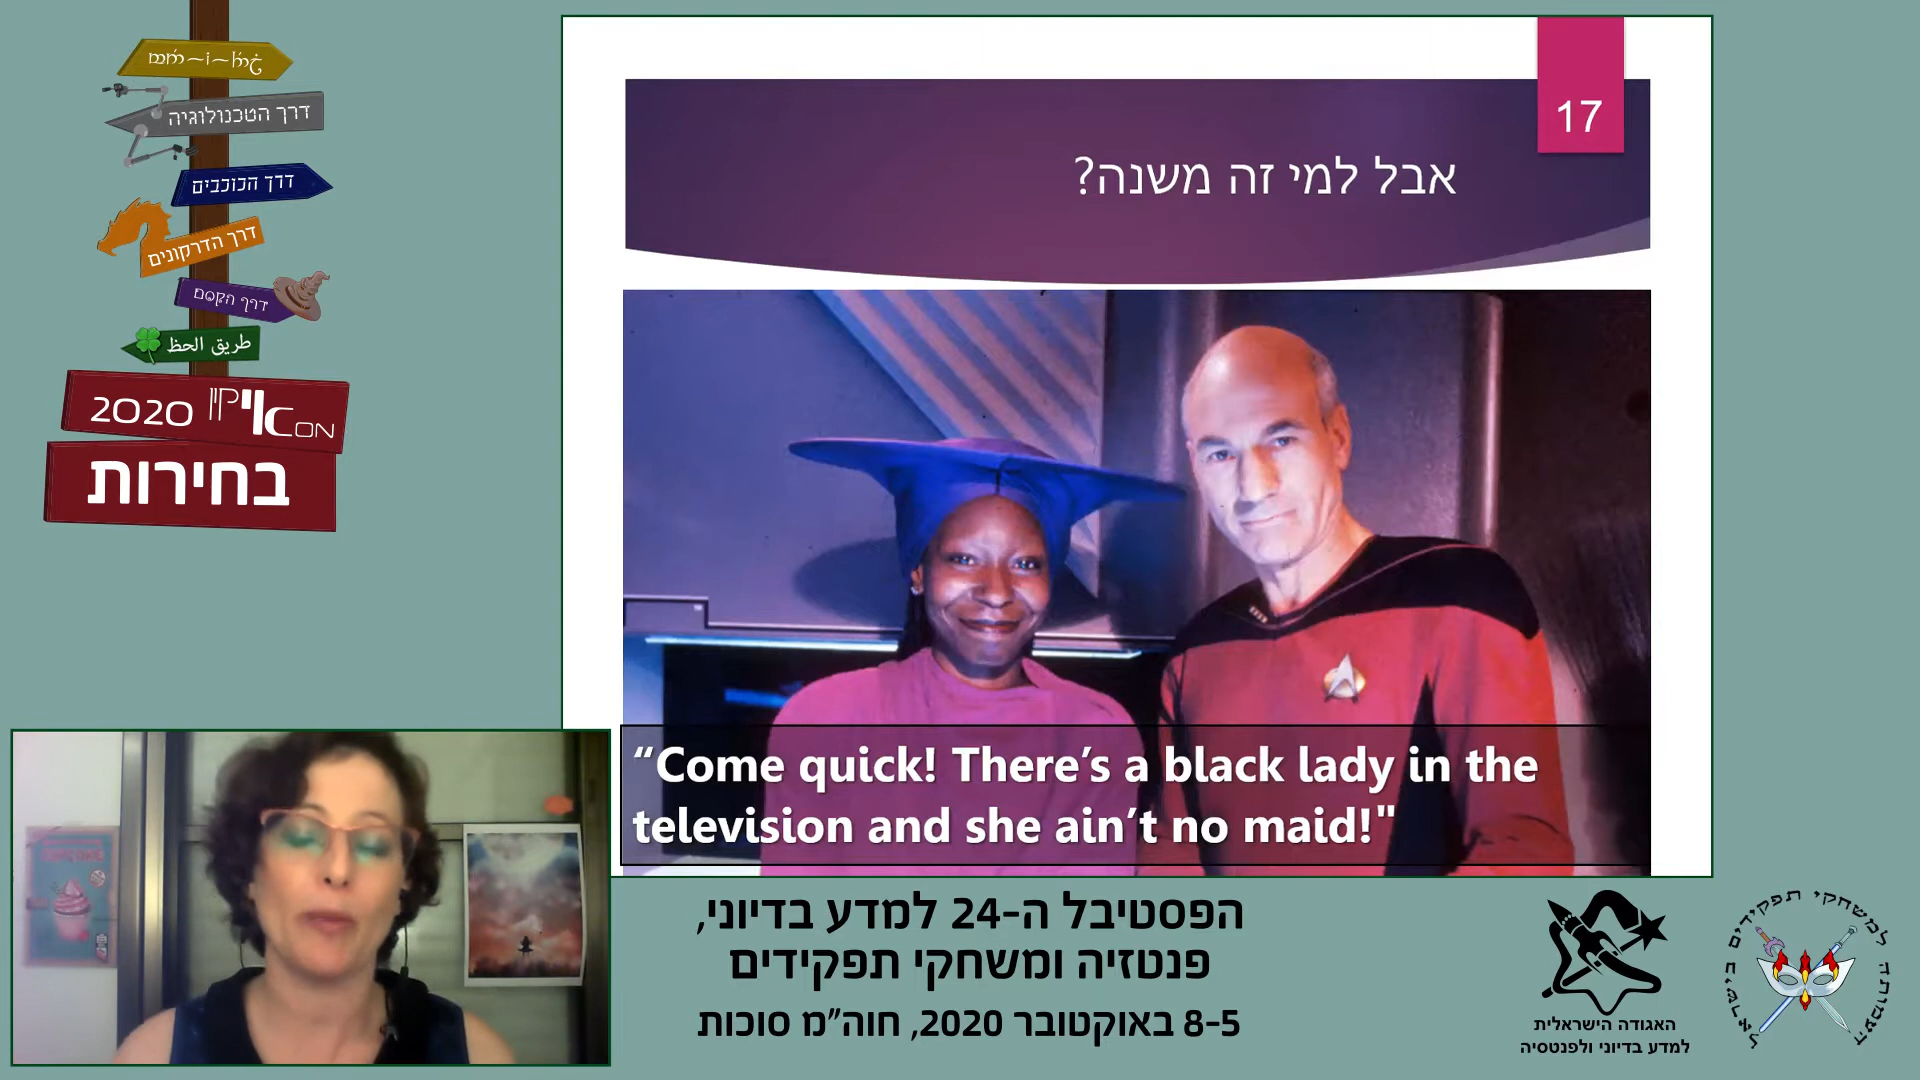 דרך הטכנולוגיה
דרך הכוכבים
דרך הדרקונים
דרך הקסם
طريق الحظ
אייקון
ICON
2020
בחירות
17
אבל למי זה משנה?
“Come quick! There’s a black lady in the
television and she ain’t no maid!"
הפסטיבל ה-24 למדע בדיוני,
פנטזיה ומשחקי תפקידים
8-5 באוקטובר 2020, חוה"מ סוכות
האגודה הישראלית
למדע בדיוני ולפנטסיה
העמותה למשחקי תפקידים בישראל